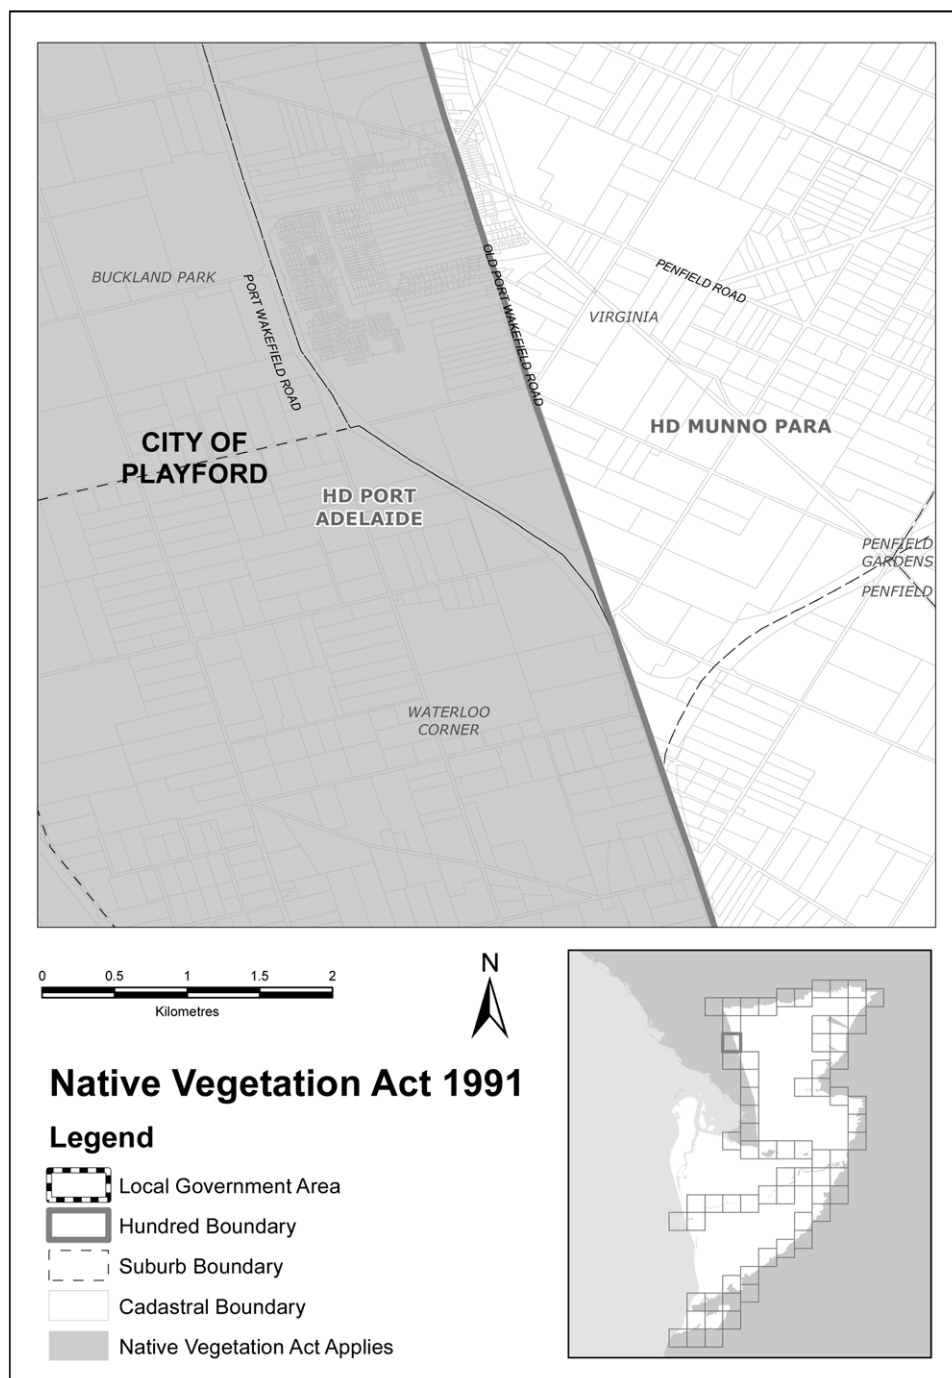 BUCKLAND PARK
PORT WAKEFIELD ROAD
OLD PORT WAKEFIELD ROAD
PENFIELD ROAD
VIRGINIA
CITY OF
PLAYFORD
HD MUNNO PARA
HD PORT
ADELAIDE
PENFIELD
GARDENS
PENFIELD
WATERLOO
CORNER
0 0.5 1 1.5 2
Kilometres
N
Native Vegetation Act 1991
Legend
Local Government Area
Hundred Boundary
Suburb Boundary
Cadastral Boundary
Native Vegetation Act Applies